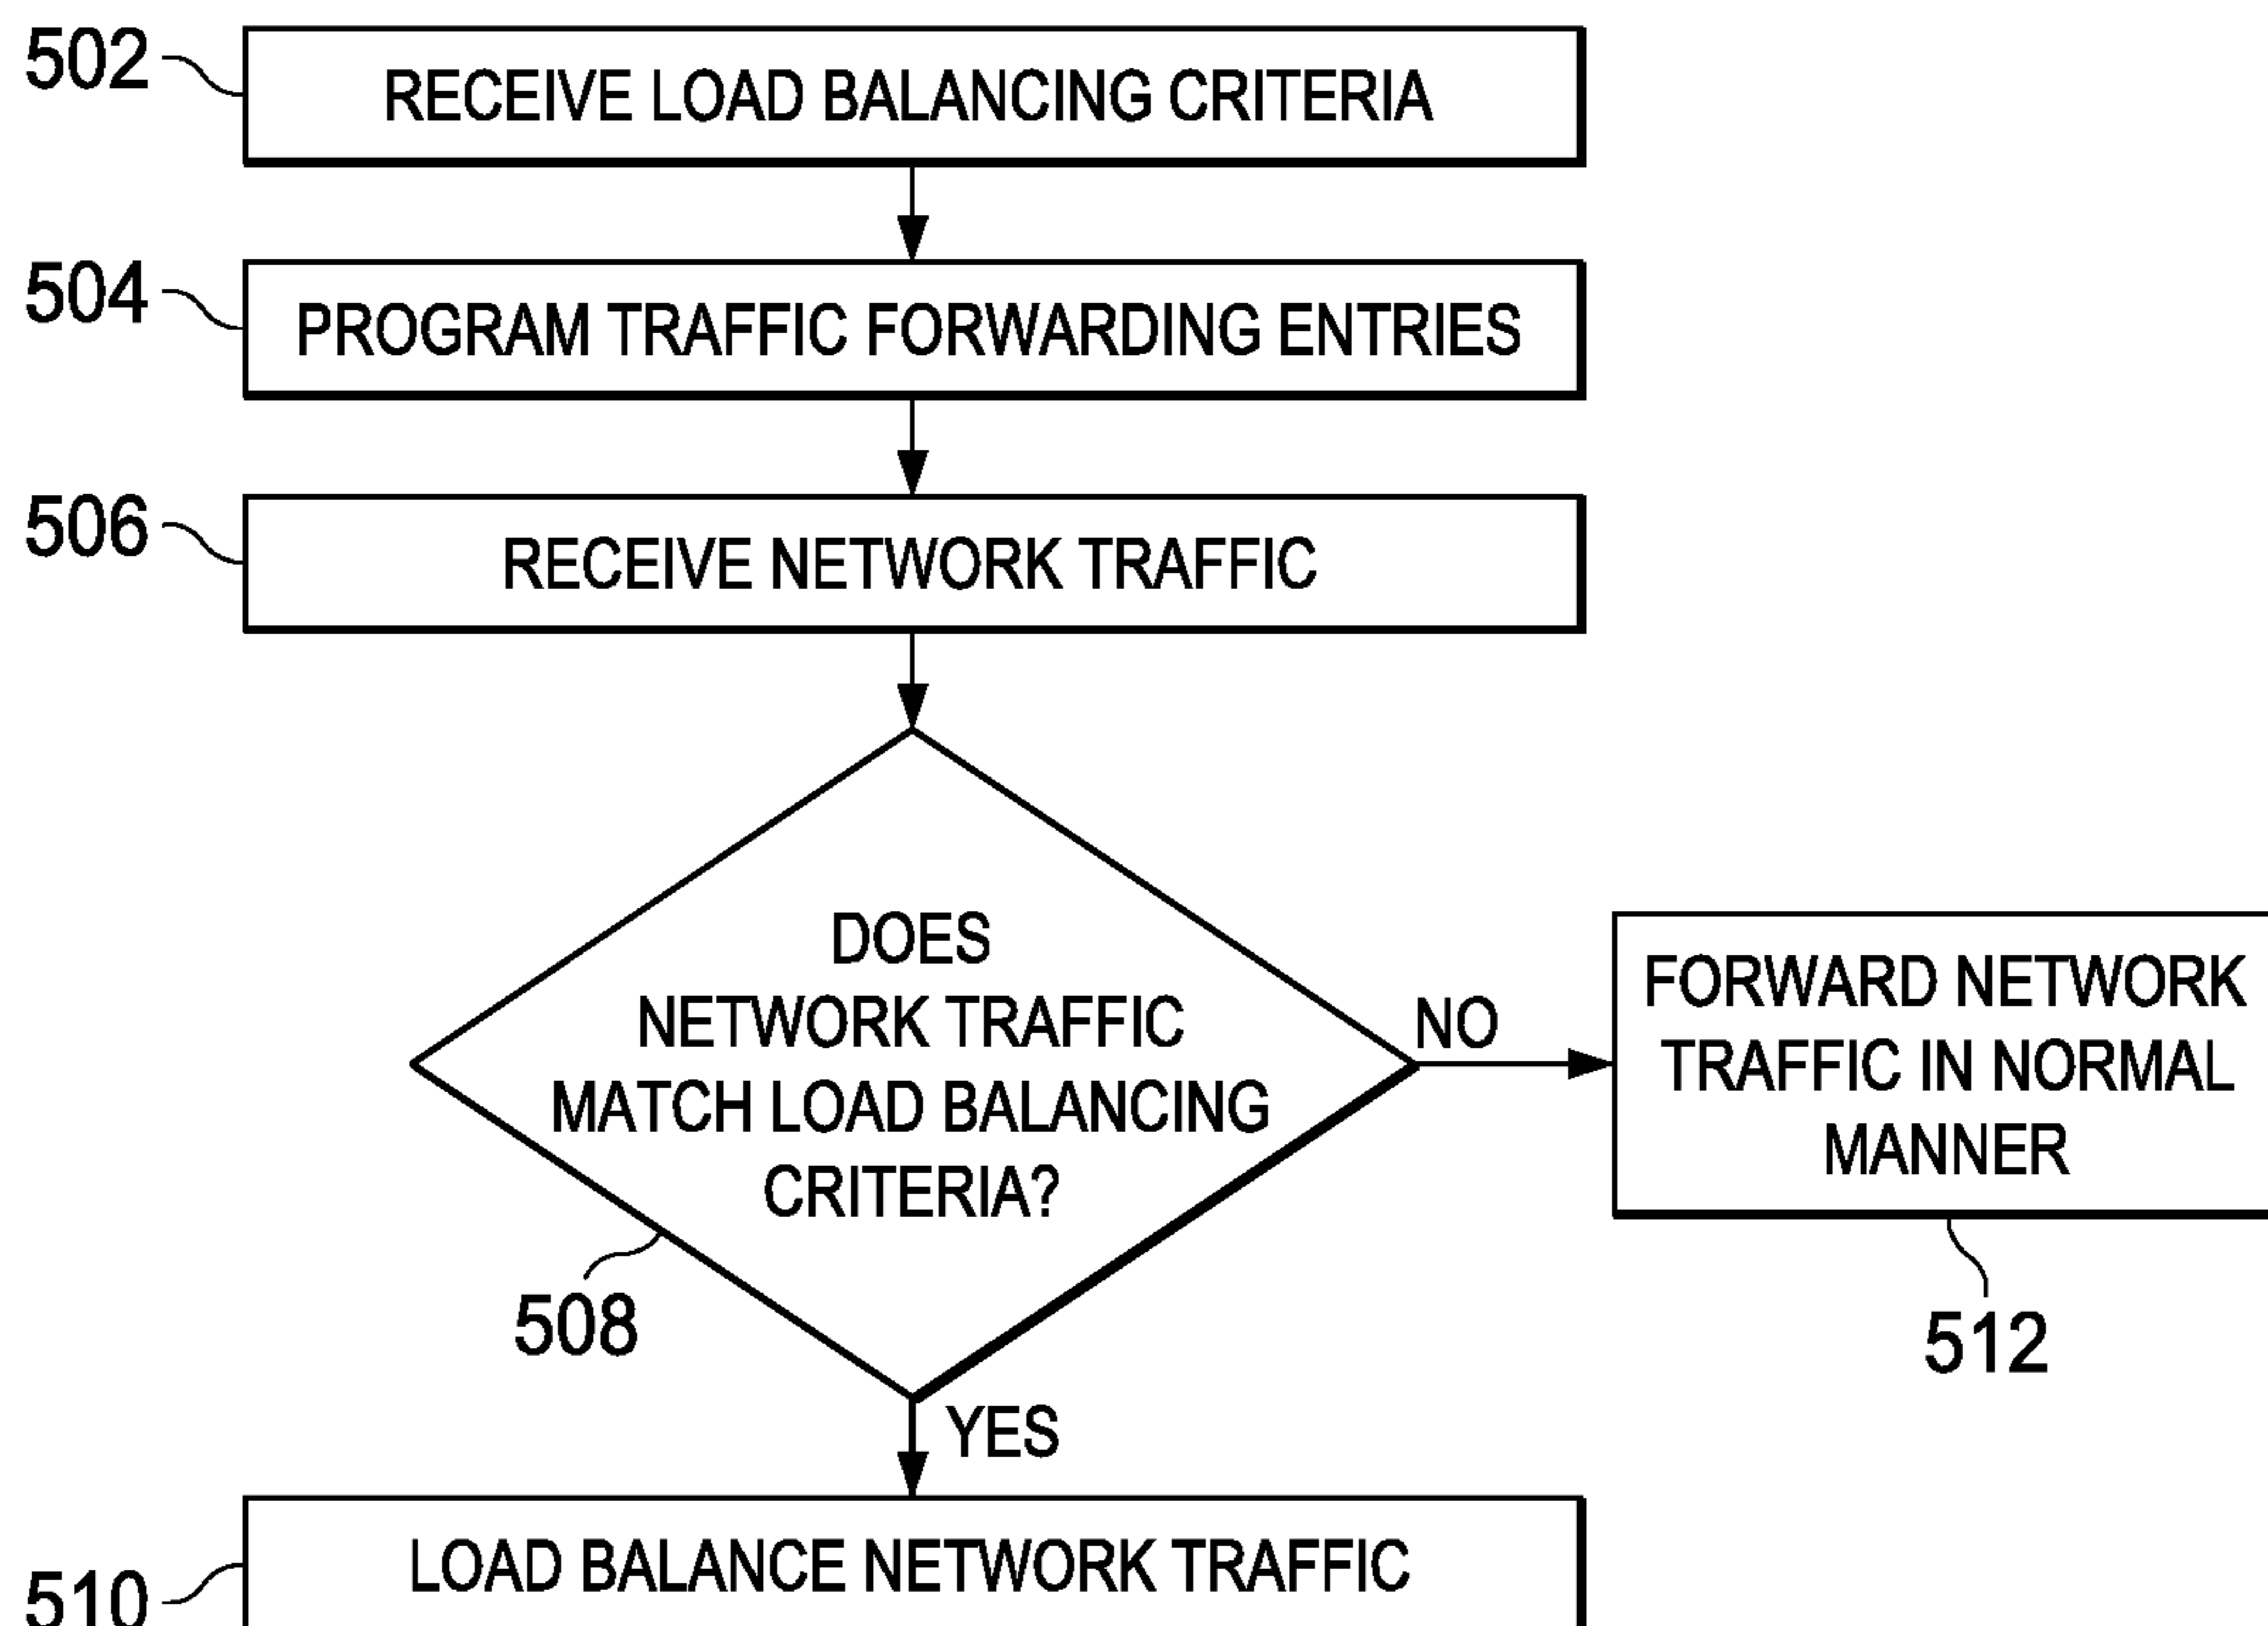 502
RECEIVE LOAD BALANCING CRITERIA
504
PROGRAM TRAFFIC FORWARDING ENTRIES
506
RECEIVE NETWORK TRAFFIC
DOES
NETWORK TRAFFIC
MATCH LOAD BALANCING
CRITERIA?
508
NO
FORWARD NETWORK
TRAFFIC IN NORMAL
MANNER
512
YES
LOAD BALANCE NETWORK TRAFFIC
510